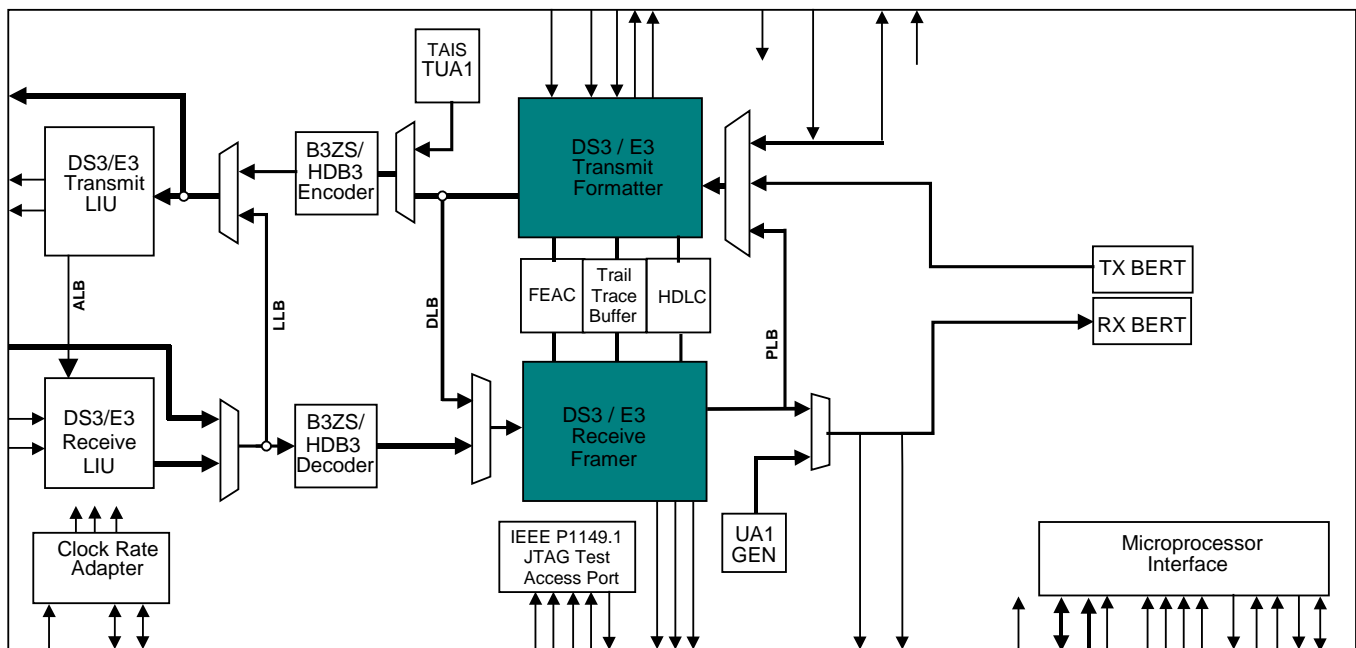 TAIS
TUA1
DS3/E3
Transmit
LIU
B3ZS/
HDB3
Encoder
DS3 / E3
Transmit
Formatter
FEAC
Trail
Trace
Buffer
HDLC
TX BERT
RX BERT
ALB
LLB
DLB
PLB
DS3/E3
Receive
LIU
B3ZS/
HDB3
Decoder
DS3 / E3
Receive
Framer
Clock Rate
Adapter
IEEE P1149.1
JTAG Test
Access Port
UA1
GEN
Microprocessor
Interface